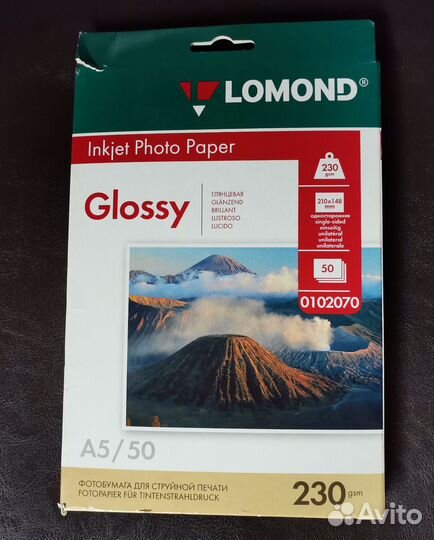 LOMOND®
Inkjet Photo Paper
Glossy
ГЛЯНЦЕВАЯ
GLÄNZEND
BRILLANT
LUSTROSO
LUCIDO
230
gsm
210x148
mm
односторонняя
single-sided
einseitig
unilatéral
unilateral
unilaterale
50
0102070
A5/50
ФОТОБУМАГА ДЛЯ СТРУЙНОЙ ПЕЧАТИ
FOTOPAPIER FÜR TINTENSTRAHLDRUCK
230 gsm
Avito